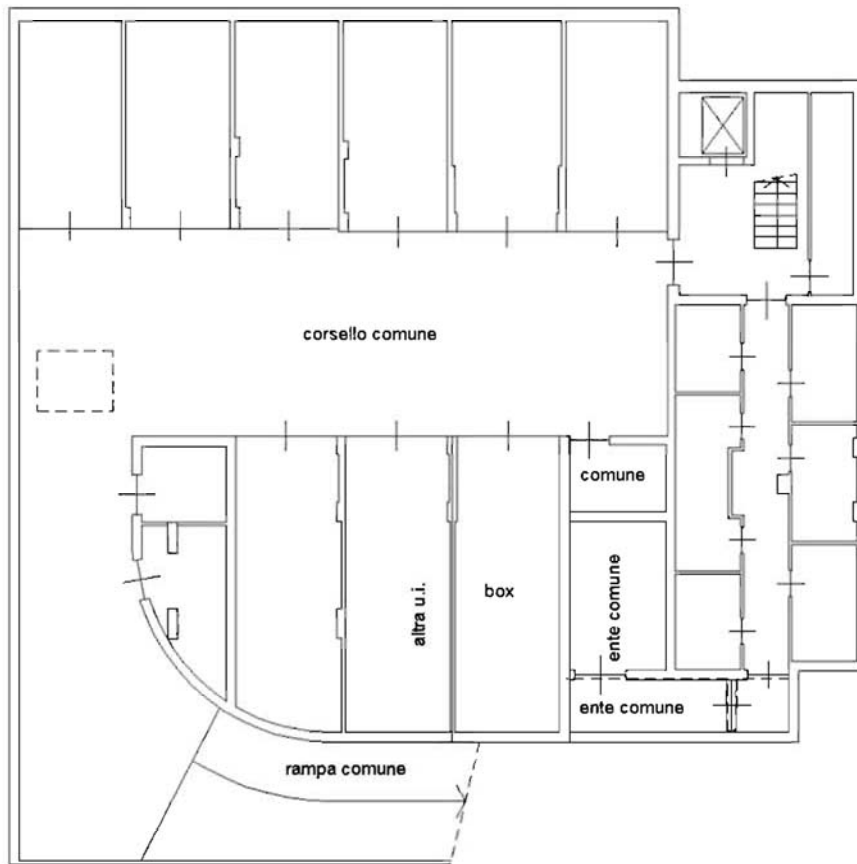 corsello comune
comune
altra u.i.
box
ente comune
ente comune
rampa comune